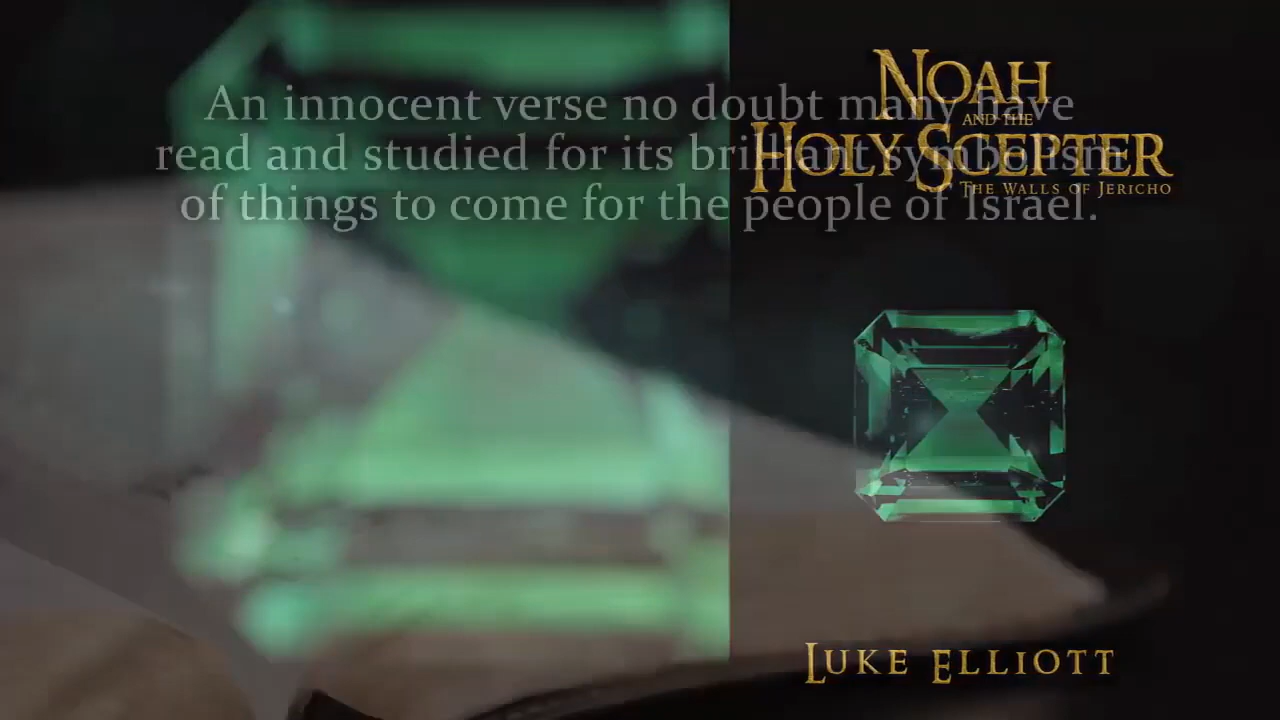 An innocent verse no doubt many have
read and studied for its brilliant symbolism
of things to come for the people of Israel.
NOAH
AND THE
HOLY SCEPTER
THE WALLS OF JERICHO
LUKE ELLIOTT